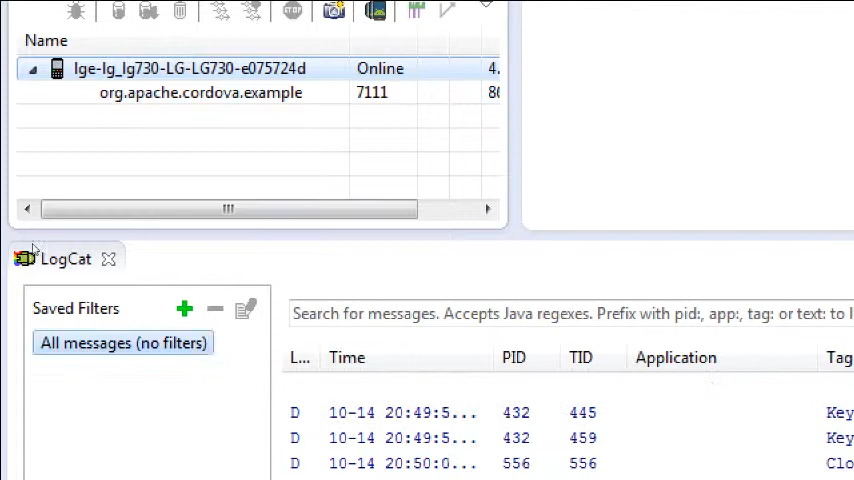 Name
lge-lg_lg730-LG-LG730-e075724d Online 4.
org.apache.cordova.example 7111
LogCat
Saved Filters
All messages (no filters)
Search for messages. Accepts Java regexes. Prefix with pid:, app:, tag: or text: to l
L... Time PID TID Application Tag
D 10-14 20:49:5... 432 445 Key
D 10-14 20:49:5... 432 459 Key
D 10-14 20:50:0... 556 556 Clo